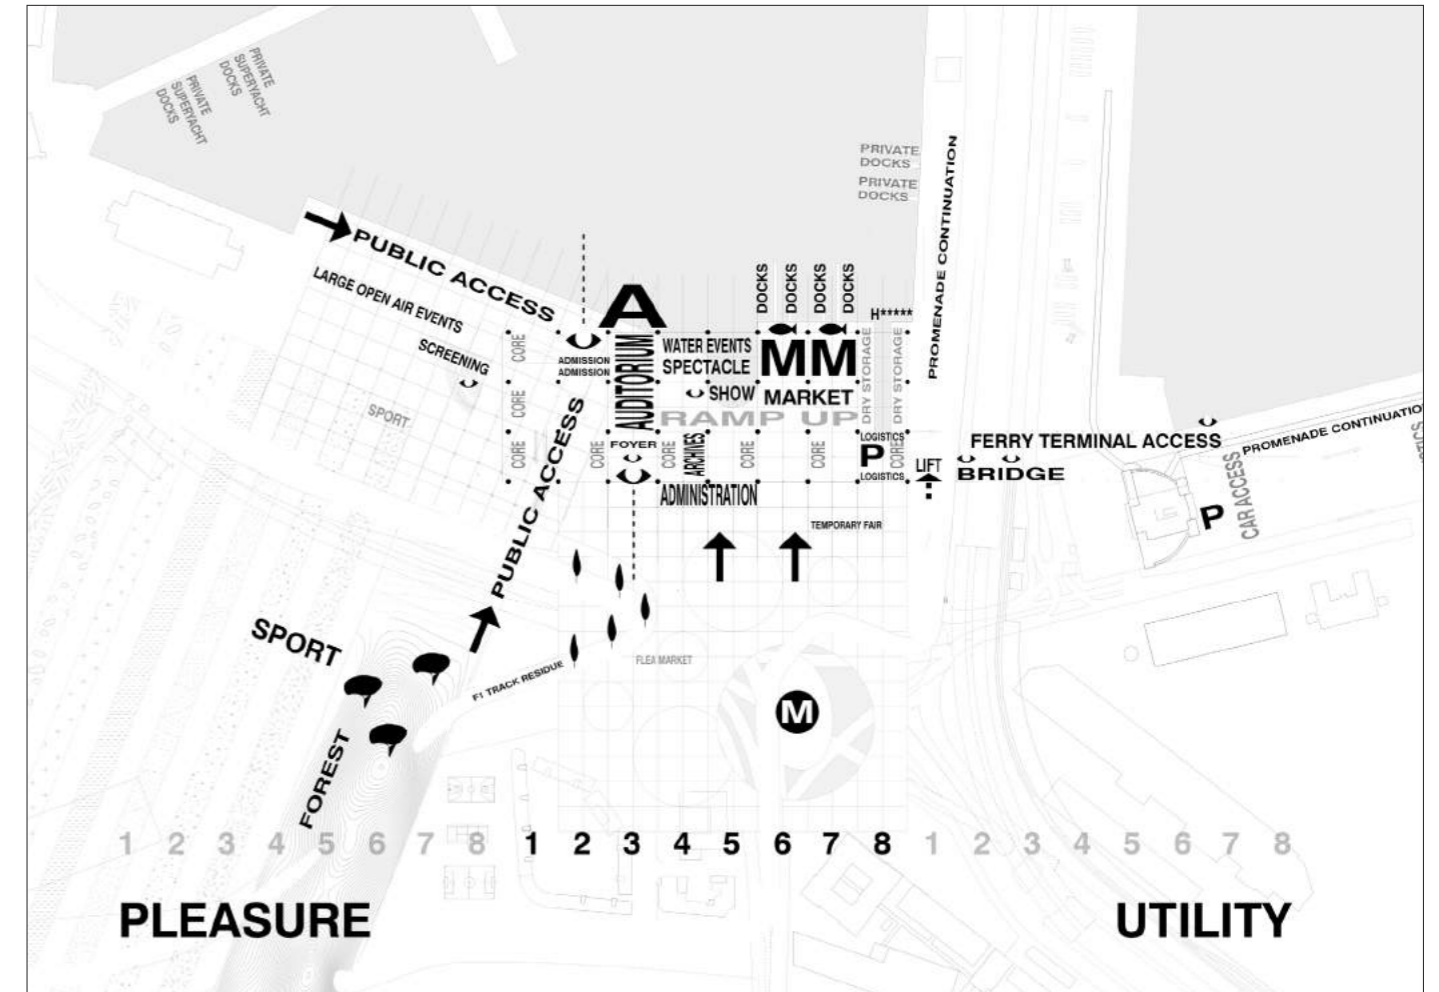 PRIVATE
SUPERYACHT
DOCKS
PRIVATE
SUPERYACHT
DOCKS
PRIVATE
DOCKS
PRIVATE
DOCKS
PROMENADE CONTINUATION
PUBLIC ACCESS
LARGE OPEN AIR EVENTS
SCREENING
SPORT
DOCKS
DOCKS
DOCKS
DOCKS
H*****
A
AUDITORIUM
CORE
ADMISSION
ADMISSION
WATER EVENTS
SPECTACLE
SHOW
MM
MARKET
RAMP UP
DRY STORAGE
DRY STORAGE
CORE
CORE
CORE
FOYER
CORE
ARCHIVES
CORE
CORE
LOGISTICS
P
LOGISTICS
CORE
LIFT
FERRY TERMINAL ACCESS
BRIDGE
PROMENADE CONTINUATIO
CAR ACCESS
P
PUBLIC ACCESS
ADMINISTRATION
TEMPORARY FAIR
SPORT
FOREST
F1 TRACK RESIDUE
FLEA MARKET
M
1 2 3 4 5 6 7 8 1 2 3 4 5 6 7 8 1 2 3 4 5 6 7 8
PLEASURE
UTILITY